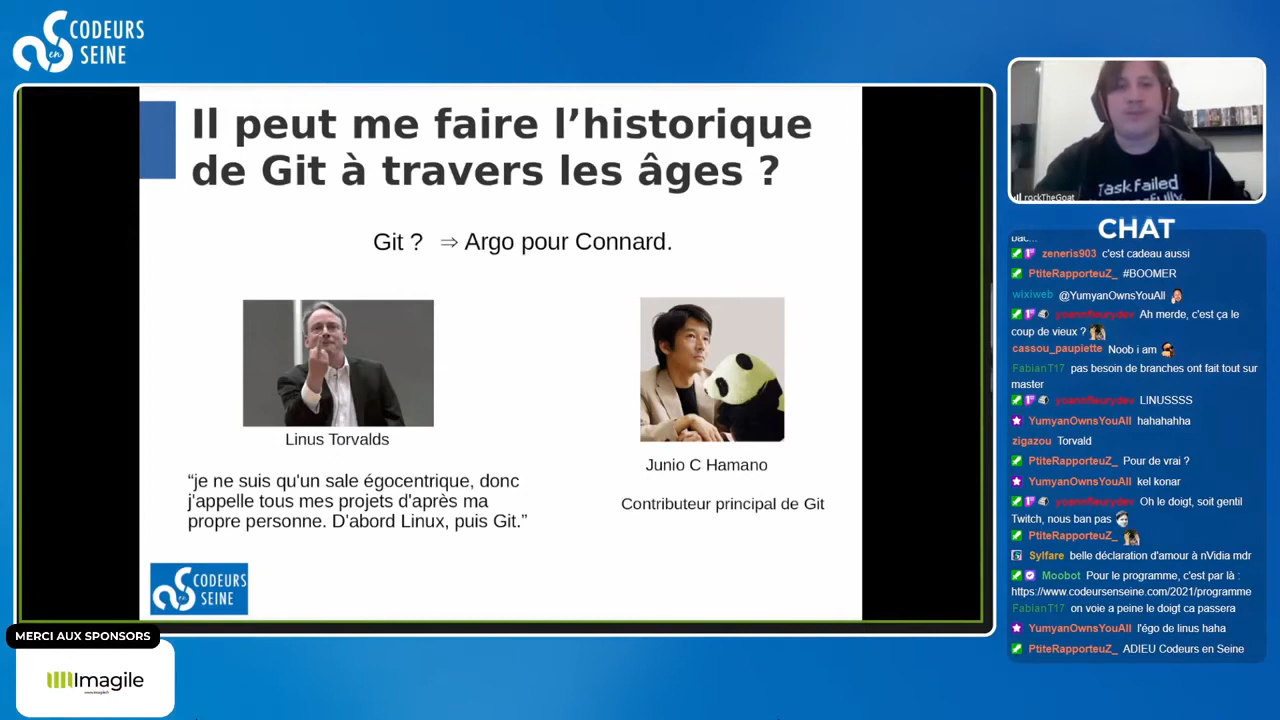 CODEURS
en
SEINE
Il peut me faire l’historique
de Git à travers les âges ?
Git ? ⇒ Argo pour Connard.
Linus Torvalds
“je ne suis qu'un sale égocentrique, donc
j'appelle tous mes projets d'après ma
propre personne. D'abord Linux, puis Git.”
Junio C Hamano
Contributeur principal de Git
CODEURS
en
SEINE
MERCI AUX SPONSORS
Imagile
Task failed
rockTheGoat
CHAT
bac...
zeneris903 c'est cadeau aussi
PtiteRapporteuZ_ #BOOMER
wixiweb @YumyanOwnsYouAll
yoannfleurydev Ah merde, c'est ça le
coup de vieux ?
cassou_paupiette Noob i am
FabianT17 pas besoin de branches ont fait tout sur
master
yoannfleurydev LINUSSSS
YumyanOwnsYouAll hahahahha
zigazou Torvald
PtiteRapporteuZ_ Pour de vrai ?
YumyanOwnsYouAll kel konar
yoannfleurydev Oh le doigt, soit gentil
Twitch, nous ban pas
PtiteRapporteuZ_
Sylfare belle déclaration d'amour à nVidia mdr
Moobot Pour le programme, c'est par là :
https://www.codeursenseine.com/2021/programme
FabianT17 on voie a peine le doigt ca passera
YumyanOwnsYouAll l'égo de linus haha
PtiteRapporteuZ_ ADIEU Codeurs en Seine